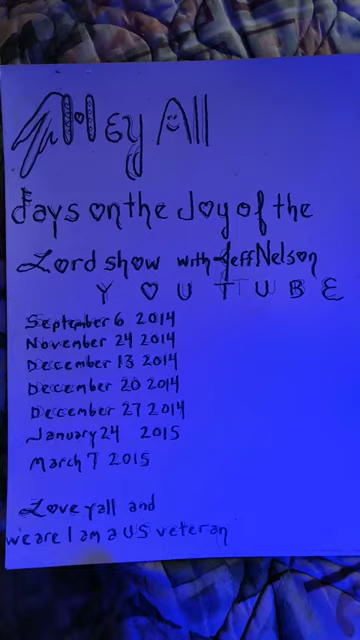 Hey All
days on the Joy of the
Lord show with Jeff Nelson
Y♡UTUBE
September 6 2014
November 24 2014
December 13 2014
December 20 2014
December 27 2014
January 24 2015
March 7 2015
Love yall and
we are I am a US veteran